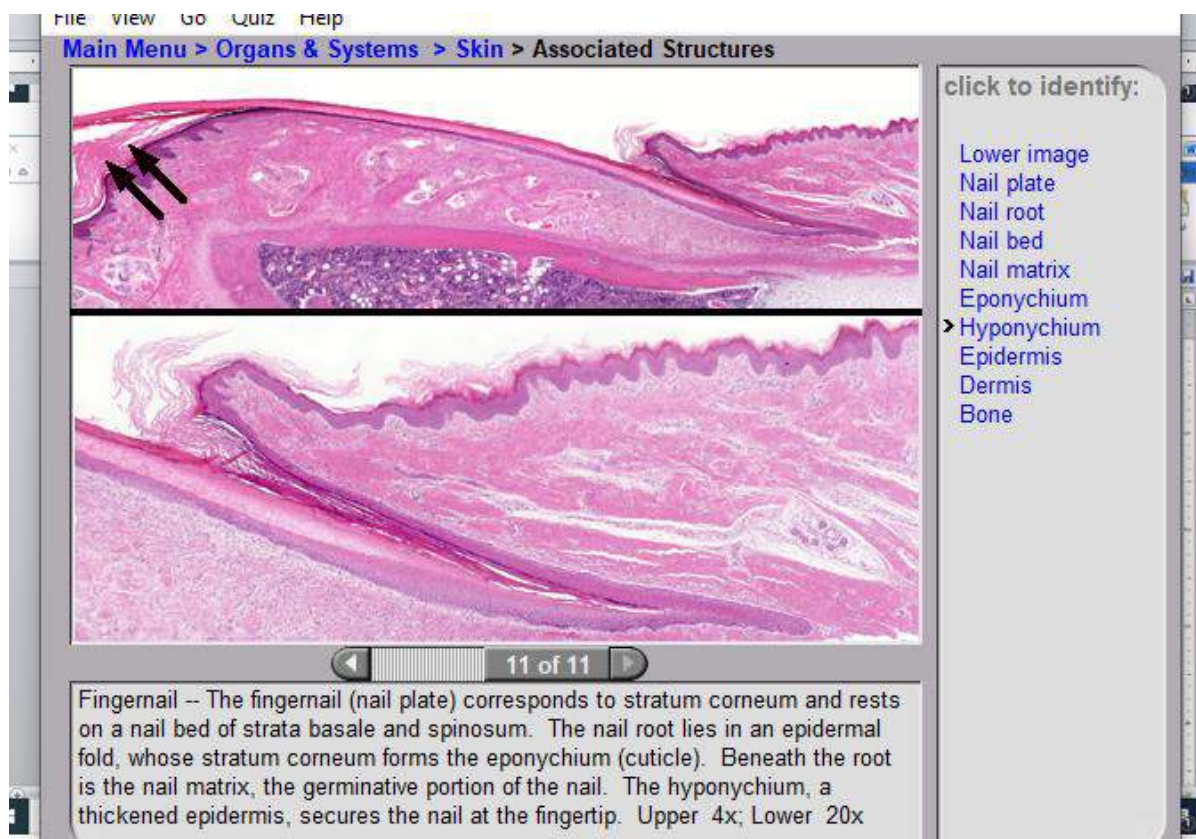 File View Go Quiz Help
Main Menu > Organs & Systems > Skin > Associated Structures
click to identify:
Lower image
Nail plate
Nail root
Nail bed
Nail matrix
Eponychium
> Hyponychium
Epidermis
Dermis
Bone
11 of 11
Fingernail -- The fingernail (nail plate) corresponds to stratum corneum and rests
on a nail bed of strata basale and spinosum. The nail root lies in an epidermal
fold, whose stratum corneum forms the eponychium (cuticle). Beneath the root
is the nail matrix, the germinative portion of the nail. The hyponychium, a
thickened epidermis, secures the nail at the fingertip. Upper 4x; Lower 20x